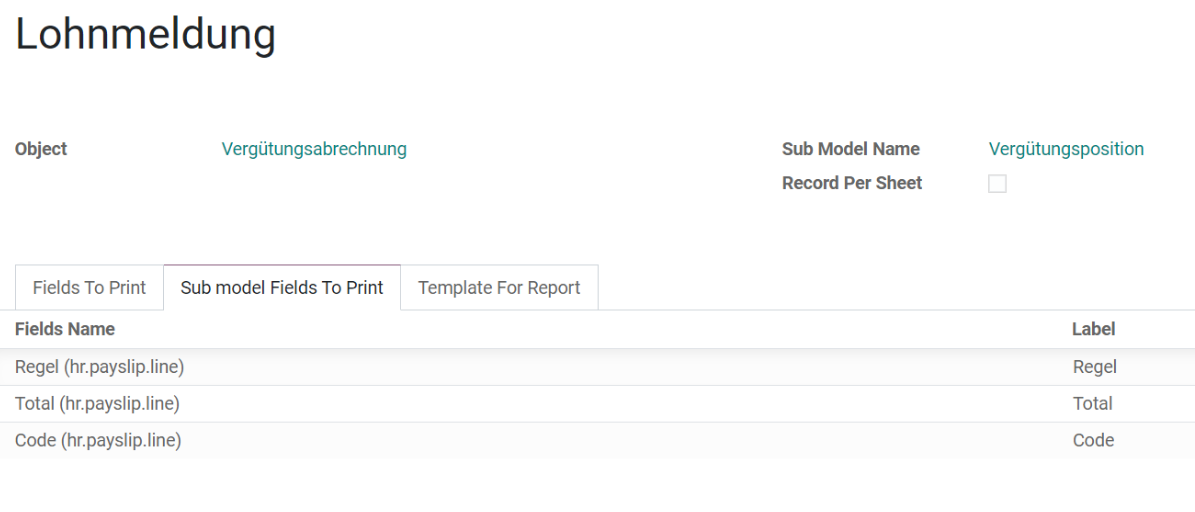 Lohnmeldung
Object Vergütungsabrechnung Sub Model Name Vergütungsposition
Record Per Sheet
Fields To Print Sub model Fields To Print Template For Report
Fields Name Label
Regel (hr.payslip.line) Regel
Total (hr.payslip.line) Total
Code (hr.payslip.line) Code